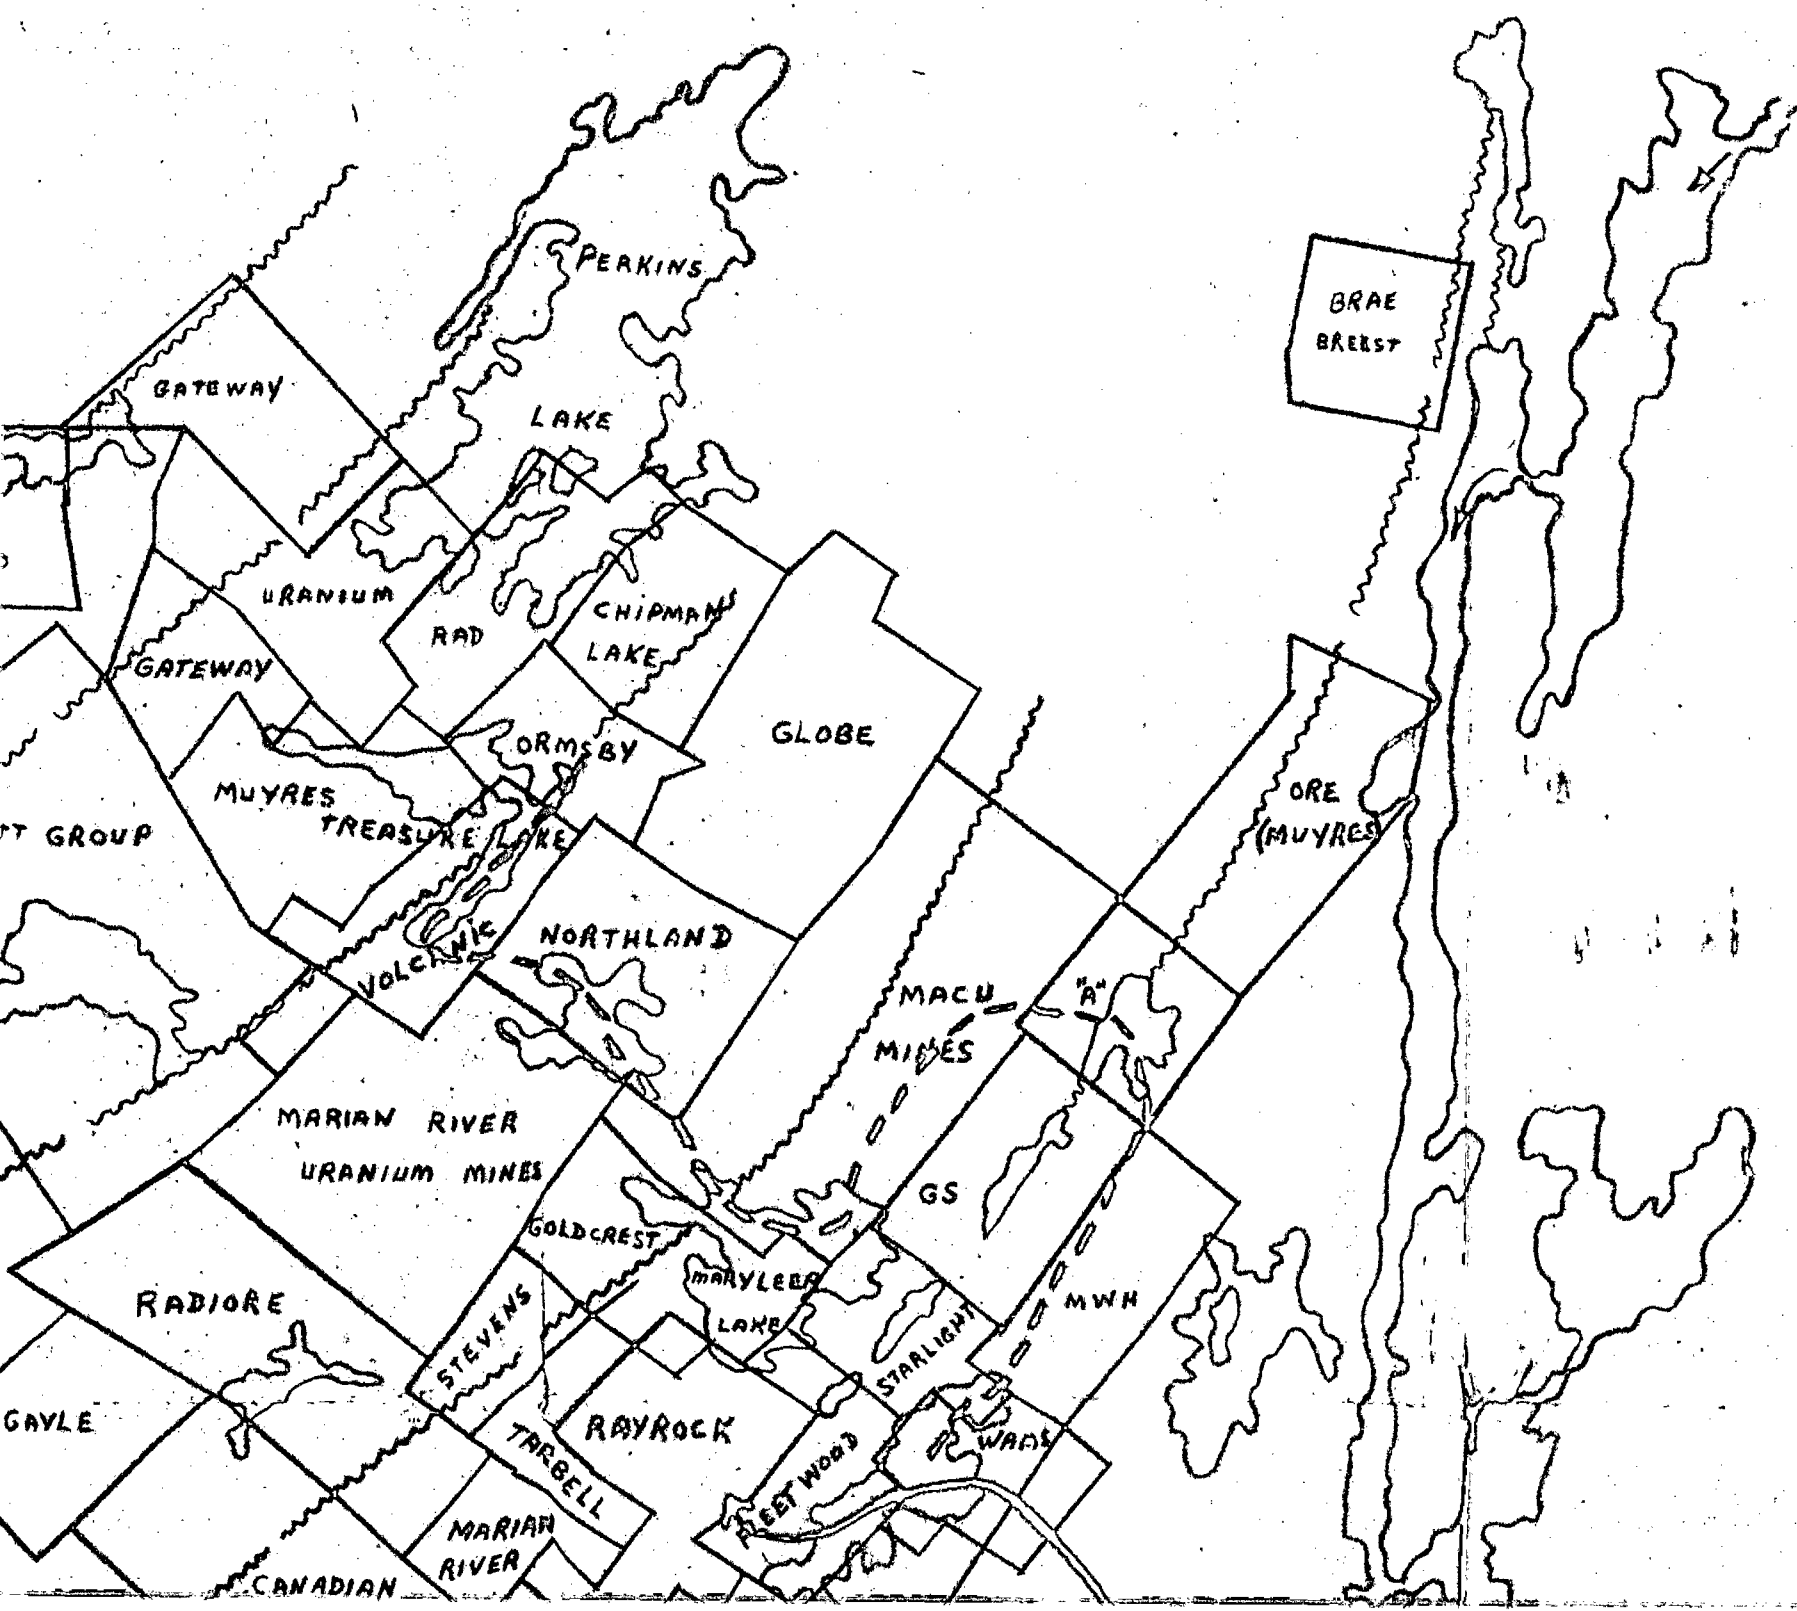 PERKINS
BRAE
BREEST
GATEWAY
LAKE
URANIUM
CHIPMAN
RAD
LAKE
GATEWAY
GLOBE
ORMSBY
MUYRES
ORE
TREASURE LAKE
(MUYRES)
TT GROUP
NORTHLAND
VOLCANIC
MACU
"A"
MINES
MARIAN RIVER
URANIUM MINES
GS
GOLDCREST
MARYLEER
RADIORE
MWH
LAKE
STEVENS
STARLIGHT
GAYLE
RAYROCK
TARBELL
MARIAN
RIVER
CANADIAN